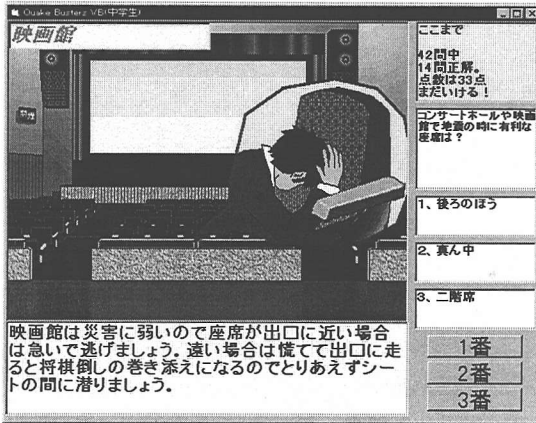 Quake Busterz VB(中学生)
映画館
ここまで
42問中
14問正解。
点数は33点
まだいける！
コンサートホールや映画
館で地震の時に有利な
座席は？
1、後ろのほう
2、真ん中
3、二階席
1番
2番
3番
映画館は災害に弱いので座席が出口に近い場合
は急いで逃げましょう。遠い場合は慌てて出口に走
ると将棋倒しの巻き添えになるのでとりあえずシー
トの間に潜りましょう。